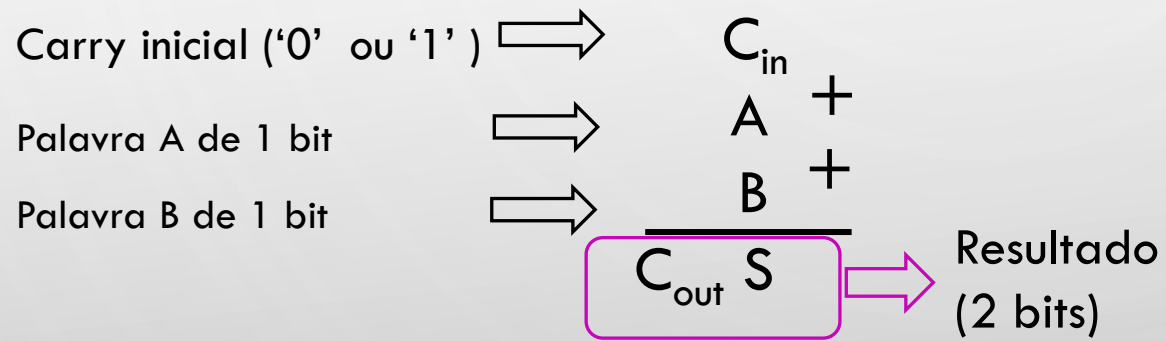 Carry inicial (‘0’ ou ‘1’ ) C_in
+
Palavra A de 1 bit A
+
Palavra B de 1 bit B
C_out S
Resultado
(2 bits)